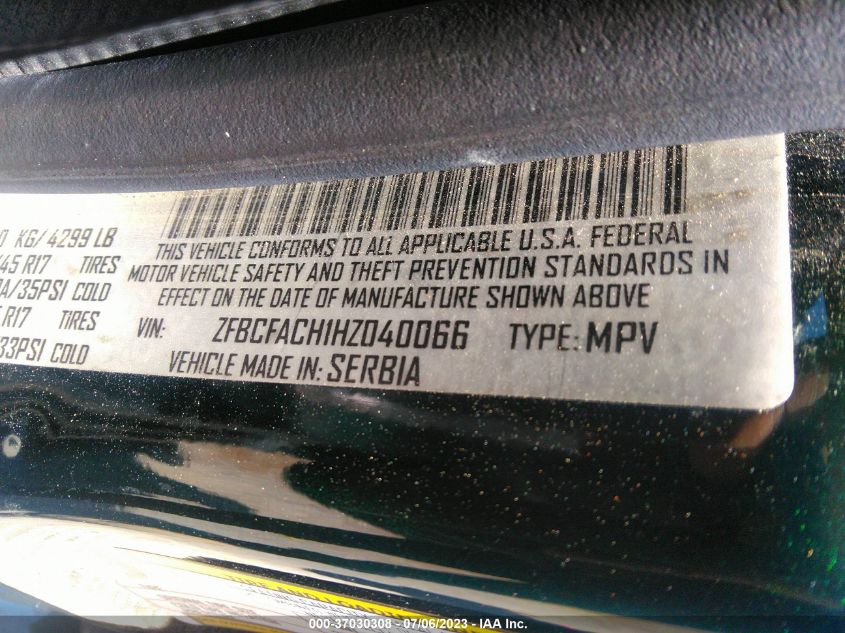 0 KG/ 4299 LB
THIS VEHICLE CONFORMS TO ALL APPLICABLE U.S.A. FEDERAL
/45 R17 TIRES
MOTOR VEHICLE SAFETY AND THEFT PREVENTION STANDARDS IN
A/35PSI COLD
EFFECT ON THE DATE OF MANUFACTURE SHOWN ABOVE
R17 TIRES
VIN: ZFBCFACH1HZ040066 TYPE: MPV
33PSI COLD
VEHICLE MADE IN: SERBIA
000-37030308 - 07/06/2023 - © IAA Inc.